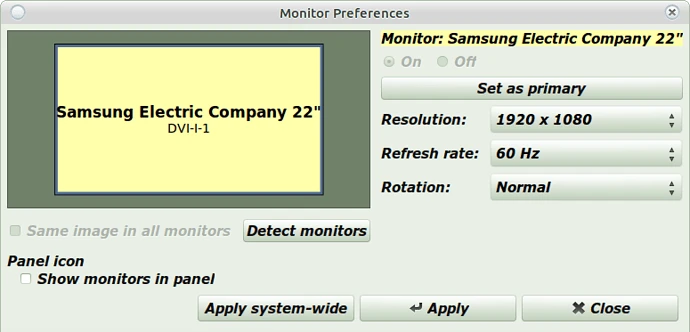 Monitor Preferences
Samsung Electric Company 22"
DVI-I-1
Same image in all monitors
Detect monitors
Panel icon
Show monitors in panel
Monitor: Samsung Electric Company 22"
On Off
Set as primary
Resolution: 1920 x 1080
Refresh rate: 60 Hz
Rotation: Normal
Apply system-wide Apply Close